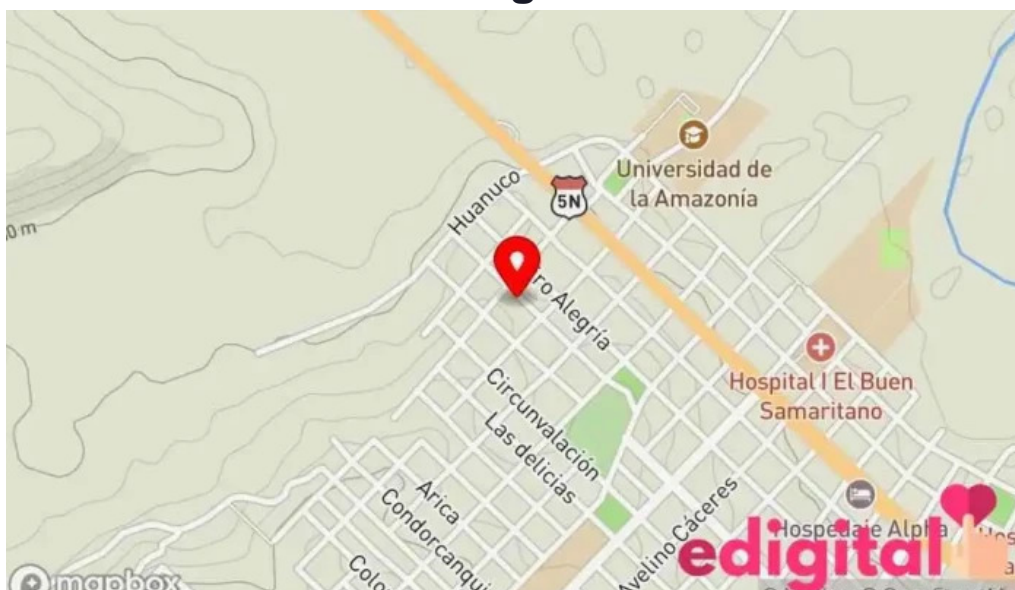 Huanuco
5N
Universidad de
la Amazonía
ro Alegría
Hospital I El Buen
Samaritano
Circunvalación
Las delicias
Arica
Condorcanqui
Avelino Cáceres
Hospedaje Alpha
edigital
mapbox